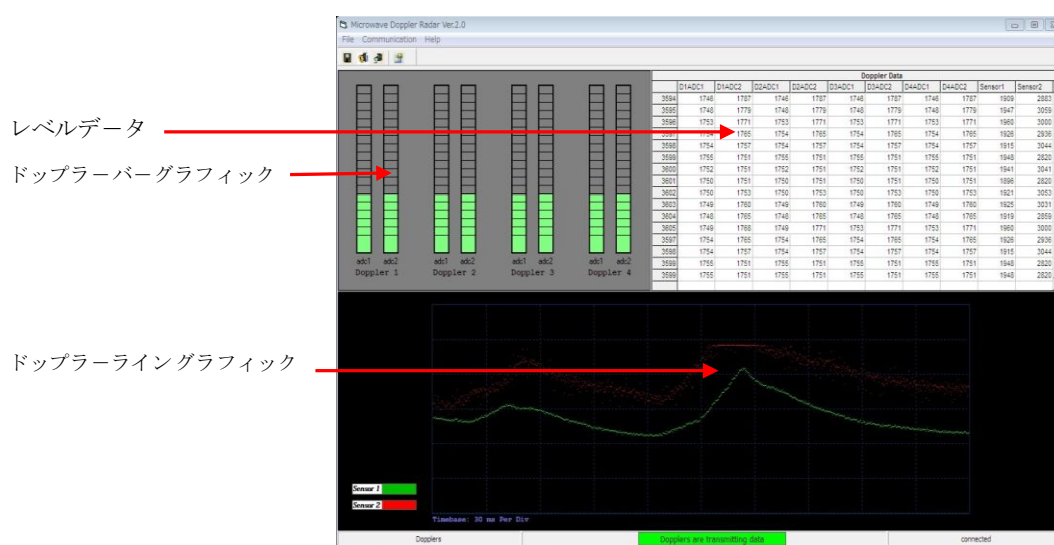 Microwave Doppler Radar Ver.2.0
File Communication Help
Doppler Data
D1ADC1 D1ADC2 D2ADC1 D2ADC2 D3ADC1 D3ADC2 D4ADC1 D4ADC2 Sensor1 Sensor2
3594 1746 1787 1746 1787 1746 1787 1746 1787 1909 2883
3595 1748 1779 1748 1779 1748 1779 1748 1779 1947 3059
3596 1753 1771 1753 1771 1753 1771 1753 1771 1960 3000
レベルデータ
3597 1754 1765 1754 1765 1754 1765 1754 1765 1926 2936
3598 1754 1757 1754 1757 1754 1757 1754 1757 1915 3044
3599 1755 1751 1755 1751 1755 1751 1755 1751 1948 2820
ドップラーバーグラフィック
3600 1752 1751 1752 1751 1752 1751 1752 1751 1941 3041
3601 1750 1751 1750 1751 1750 1751 1750 1751 1896 2820
3602 1750 1753 1750 1753 1750 1753 1750 1753 1921 3053
3603 1749 1760 1749 1760 1749 1760 1749 1760 1925 3031
3604 1748 1765 1748 1765 1748 1765 1748 1765 1919 2859
3605 1749 1768 1749 1771 1753 1771 1753 1771 1960 3000
3597 1754 1765 1754 1765 1754 1765 1754 1765 1926 2936
3598 1754 1757 1754 1757 1754 1757 1754 1757 1915 3044
3599 1755 1751 1755 1751 1755 1751 1755 1751 1948 2820
3599 1755 1751 1755 1751 1755 1751 1755 1751 1948 2820
adc1 adc2 adc1 adc2 adc1 adc2 adc1 adc2
Doppler 1 Doppler 2 Doppler 3 Doppler 4
ドップラーライングラフィック
Sensor 1
Sensor 2
Timebase: 30 ms Per Div
Dopplers
Dopplers are transmitting data
connected